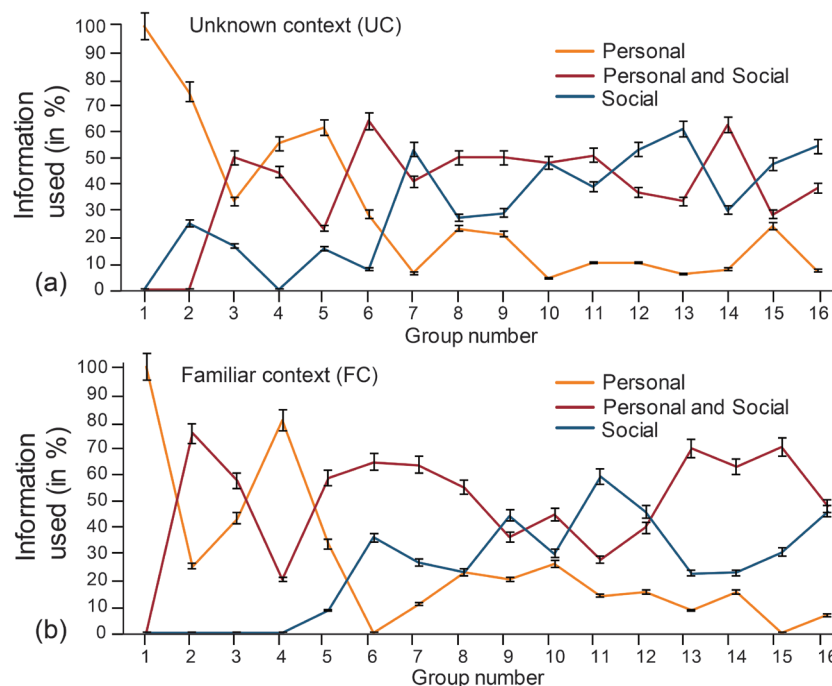 Unknown context (UC)
Personal
Personal and Social
Social
Information
used (in %)
100
90
80
70
60
50
40
30
20
10
0
(a)
1 2 3 4 5 6 7 8 9 10 11 12 13 14 15 16
Group number
Familiar context (FC)
Personal
Personal and Social
Social
Information
used (in %)
100
90
80
70
60
50
40
30
20
10
0
(b)
1 2 3 4 5 6 7 8 9 10 11 12 13 14 15 16
Group number